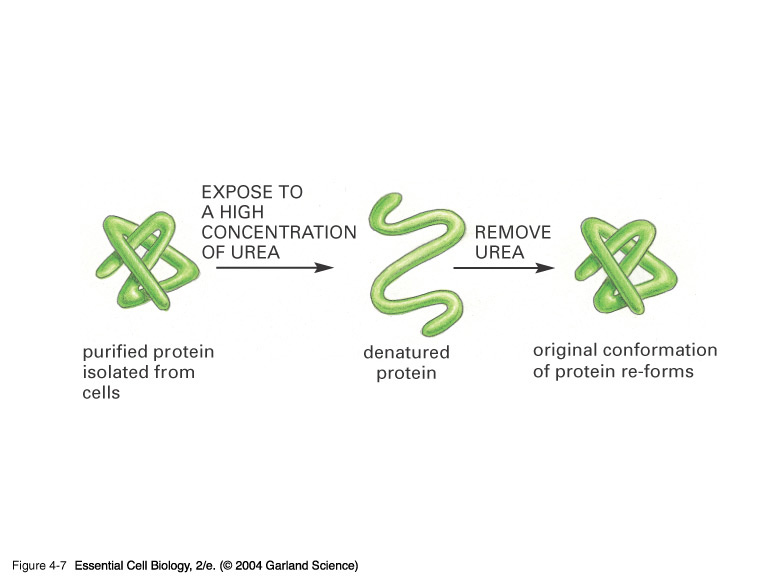 EXPOSE TO
A HIGH
CONCENTRATION
OF UREA
REMOVE
UREA
purified protein
isolated from
cells
denatured
protein
original conformation
of protein re-forms
Figure 4-7 Essential Cell Biology, 2/e. (© 2004 Garland Science)